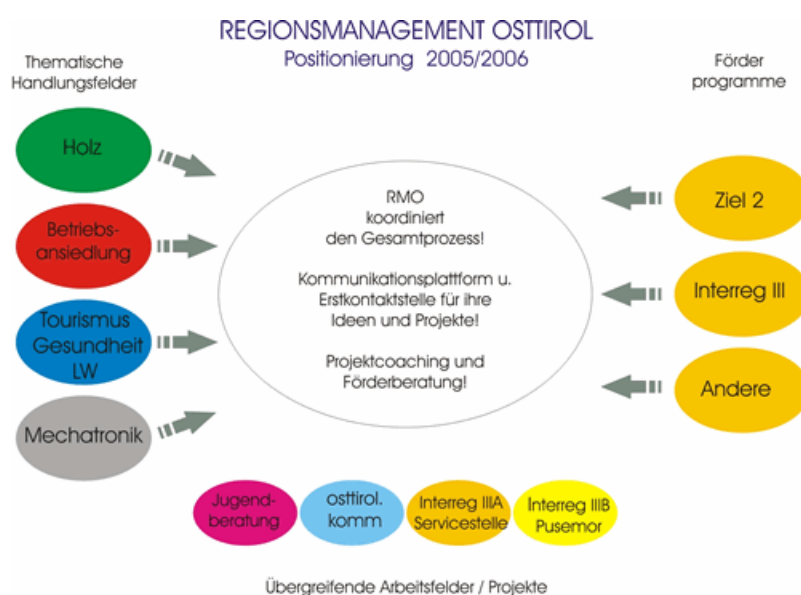 REGIONSMANAGEMENT OSTTIROL
Positionierung 2005/2006
Thematische
Handlungsfelder
Holz
Betriebs-
ansiedlung
Tourismus
Gesundheit
LW
Mechatronik
RMO
koordiniert
den Gesamtprozess!
Kommunikationsplattform u.
Erstkontaktstelle für ihre
Ideen und Projekte!
Projektcoaching und
Förderberatung!
Förder
programme
Ziel 2
Interreg III
Andere
Jugend-
beratung
osttirol.
komm
Interreg IIIA
Servicestelle
Interreg IIIB
Pusemor
Übergreifende Arbeitsfelder / Projekte